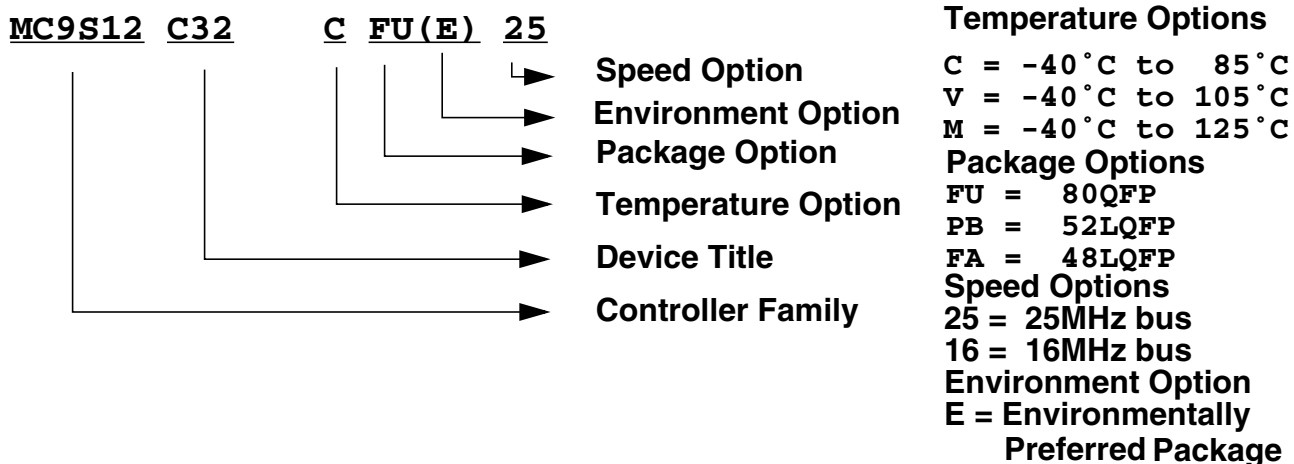 MC9S12 C32 C FU(E) 25
Speed Option
Environment Option
Package Option
Temperature Option
Device Title
Controller Family
Temperature Options
C = -40˚C to 85˚C
V = -40˚C to 105˚C
M = -40˚C to 125˚C
Package Options
FU = 80QFP
PB = 52LQFP
FA = 48LQFP
Speed Options
25 = 25MHz bus
16 = 16MHz bus
Environment Option
E = Environmentally
Preferred Package